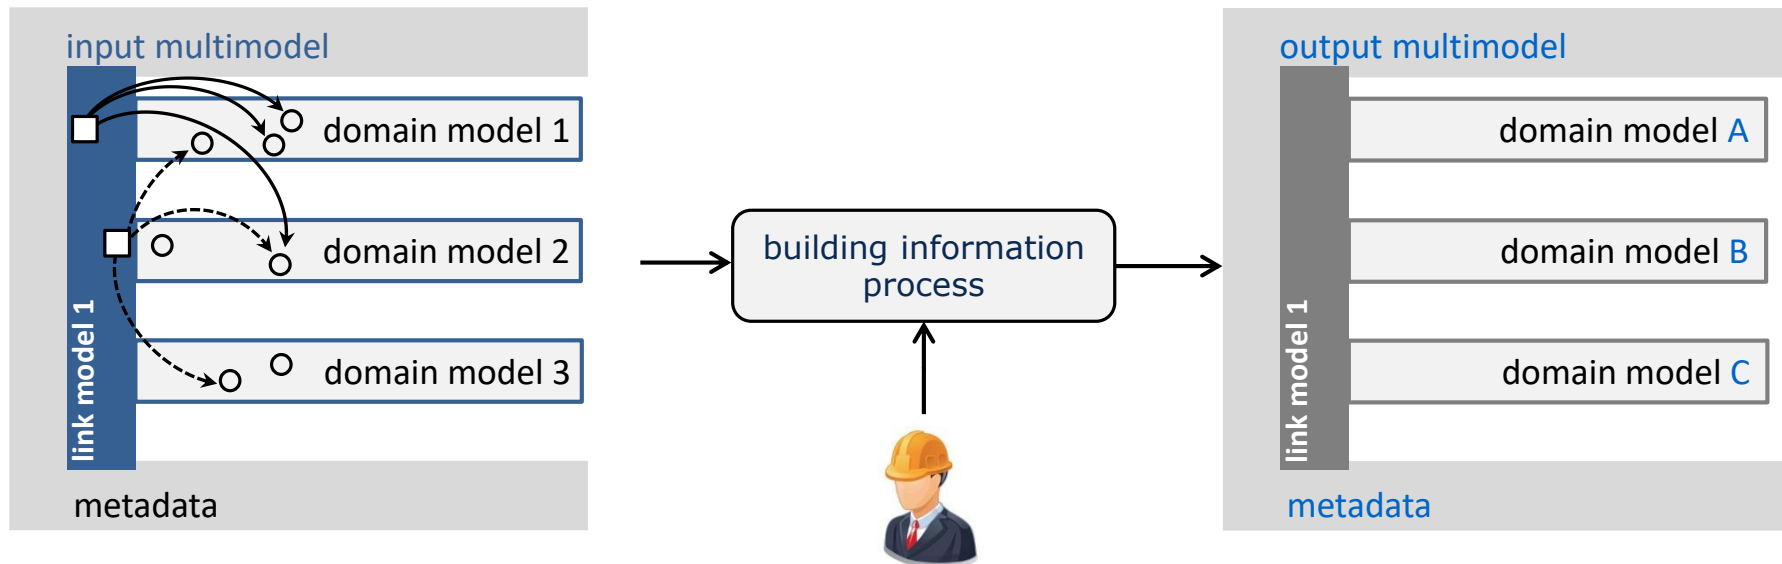 input multimodel
link model 1
domain model 1
domain model 2
domain model 3
metadata
building information
process
output multimodel
link model 1
domain model A
domain model B
domain model C
metadata